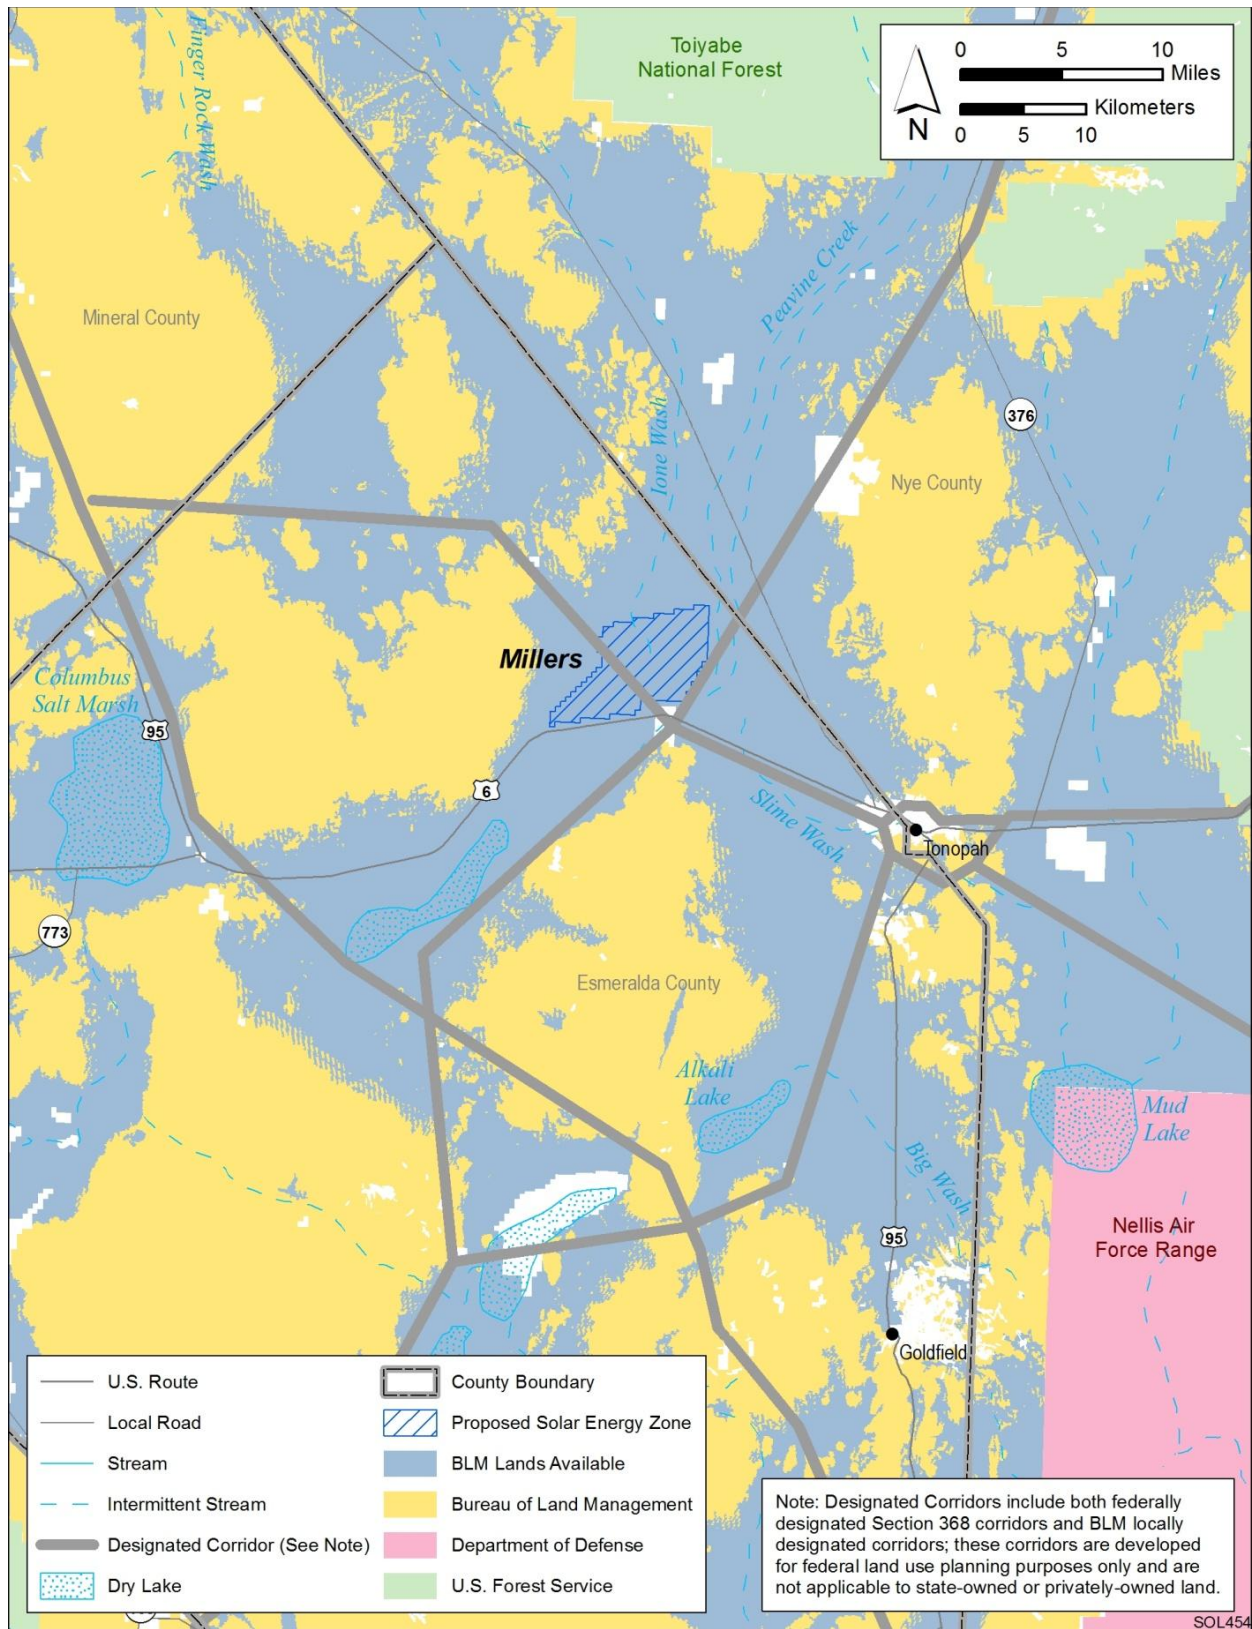 Toiyabe
National Forest
0 5 10
Miles
Kilometers
0 5 10
N
Finger Rock Wash
Peavine Creek
Mineral County
Ione Wash
376
Nye County
Millers
Columbus
Salt Marsh
95
6
Slime Wash
Tonopah
773
Esmeralda County
Alkali
Lake
Mud
Lake
Big Wash
Nellis Air
Force Range
95
Goldfield
U.S. Route
Local Road
Stream
Intermittent Stream
Designated Corridor (See Note)
Dry Lake
County Boundary
Proposed Solar Energy Zone
BLM Lands Available
Bureau of Land Management
Department of Defense
U.S. Forest Service
Note: Designated Corridors include both federally
designated Section 368 corridors and BLM locally
designated corridors; these corridors are developed
for federal land use planning purposes only and are
not applicable to state-owned or privately-owned land.
SOL454